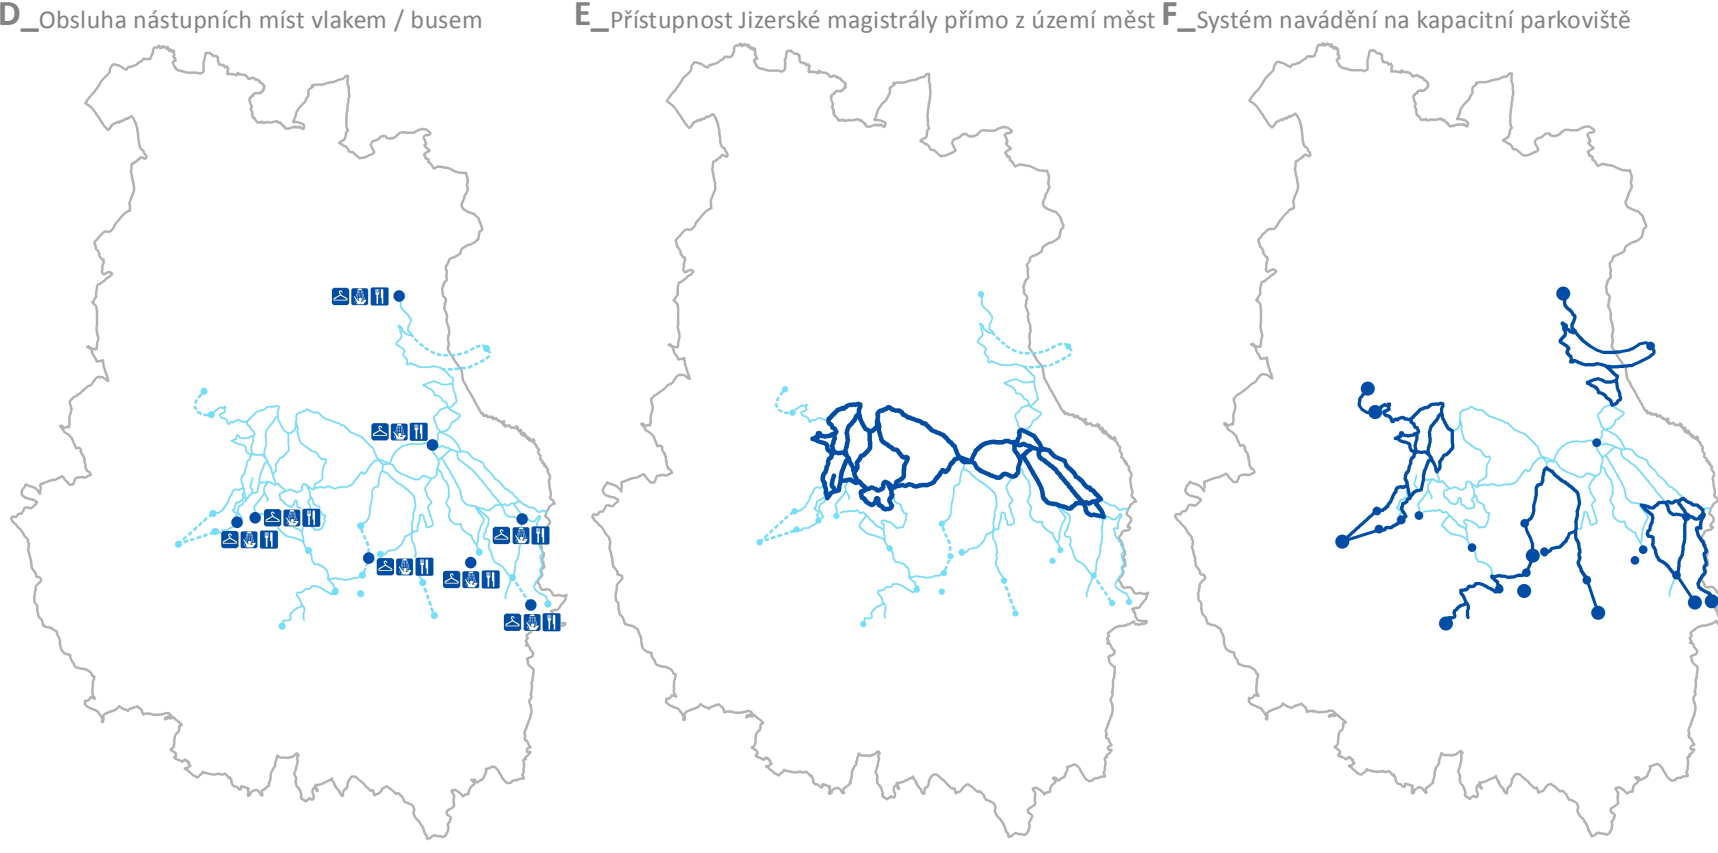 D_Obsluha nástupních míst vlakem / busem
E_Přístupnost Jizerské magistrály přímo z území měst
F_Systém navádění na kapacitní parkoviště